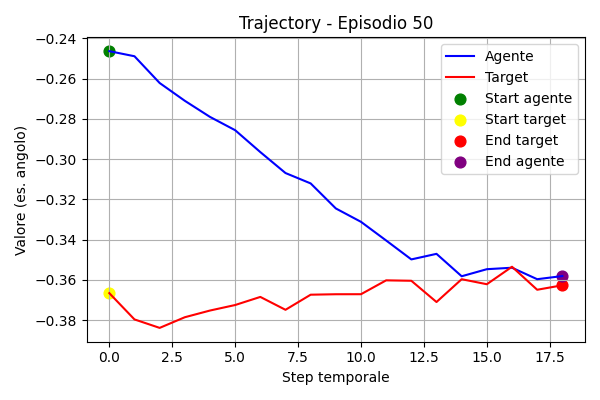 Trajectory - Episodio 50
Valore (es. angolo)
−0.24
−0.26
−0.28
−0.30
−0.32
−0.34
−0.36
−0.38
Agente
Target
Start agente
Start target
End target
End agente
0.0 2.5 5.0 7.5 10.0 12.5 15.0 17.5
Step temporale